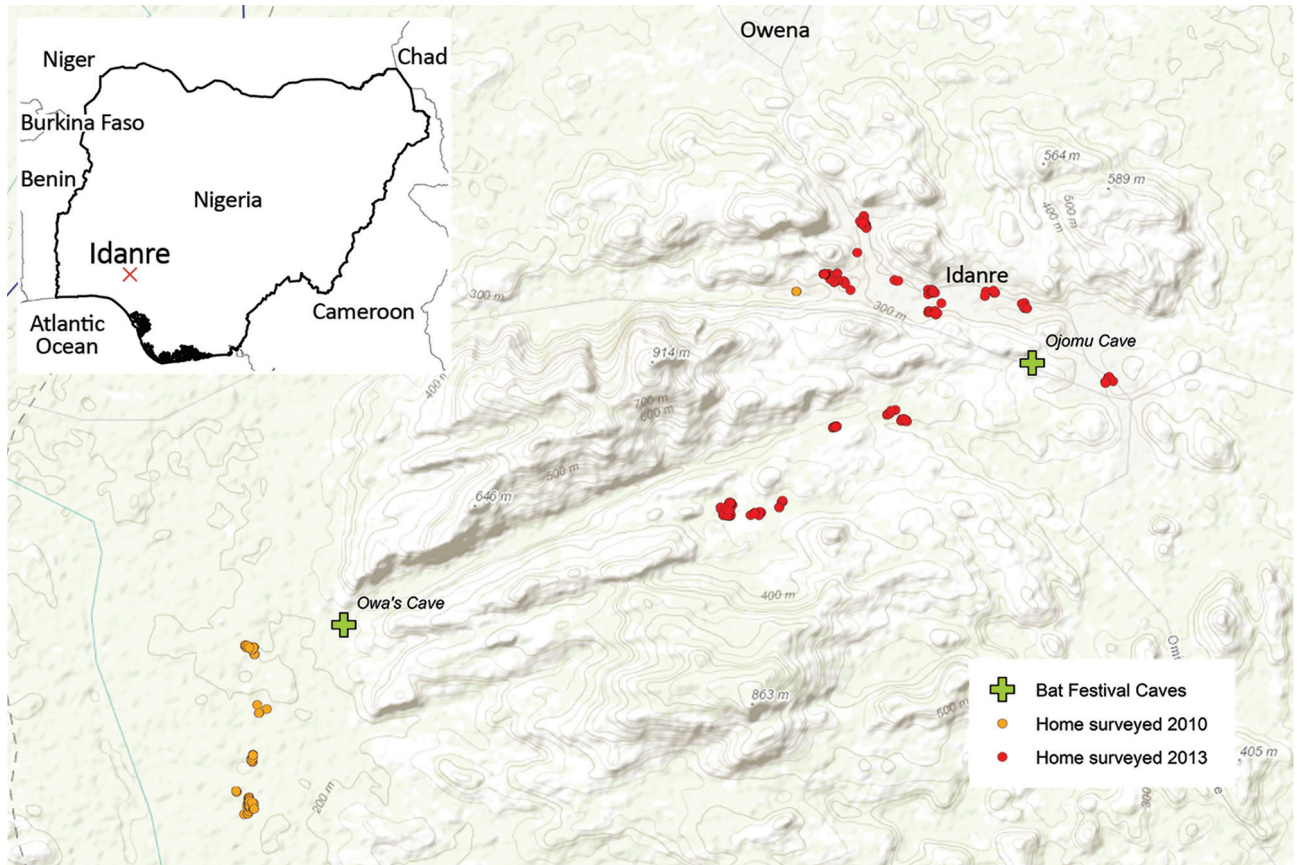 Niger
Chad
Burkina Faso
Benin
Nigeria
Idanre
Cameroon
Atlantic
Ocean
Owena
564 m
589 m
500 m
400 m
Idanre
300 m
300 m
Ojomu Cave
914 m
700 m
600 m
500 m
646 m
Owa's Cave
400 m
863 m
500 m
200 m
405 m
300
Bat Festival Caves
Home surveyed 2010
Home surveyed 2013